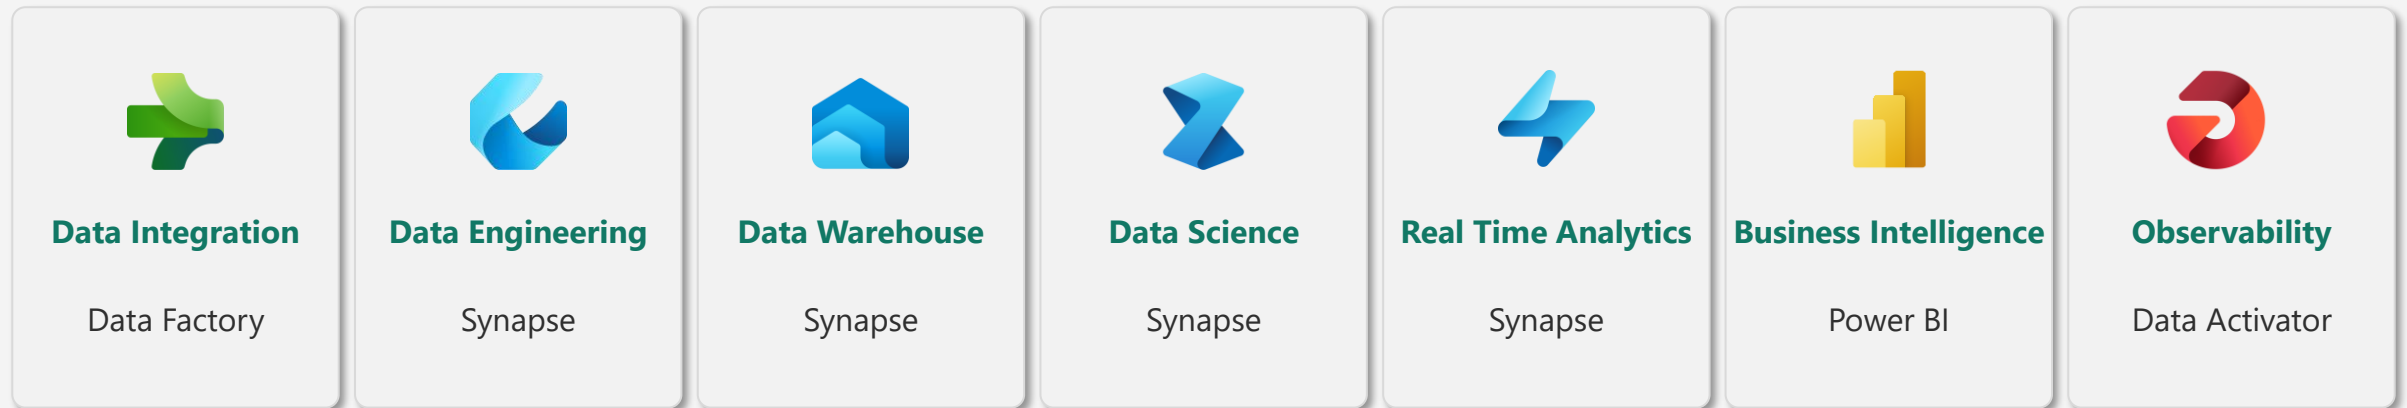 Data Integration
Data Factory
Data Engineering
Synapse
Data Warehouse
Synapse
Data Science
Synapse
Real Time Analytics
Synapse
Business Intelligence
Power BI
Observability
Data Activator